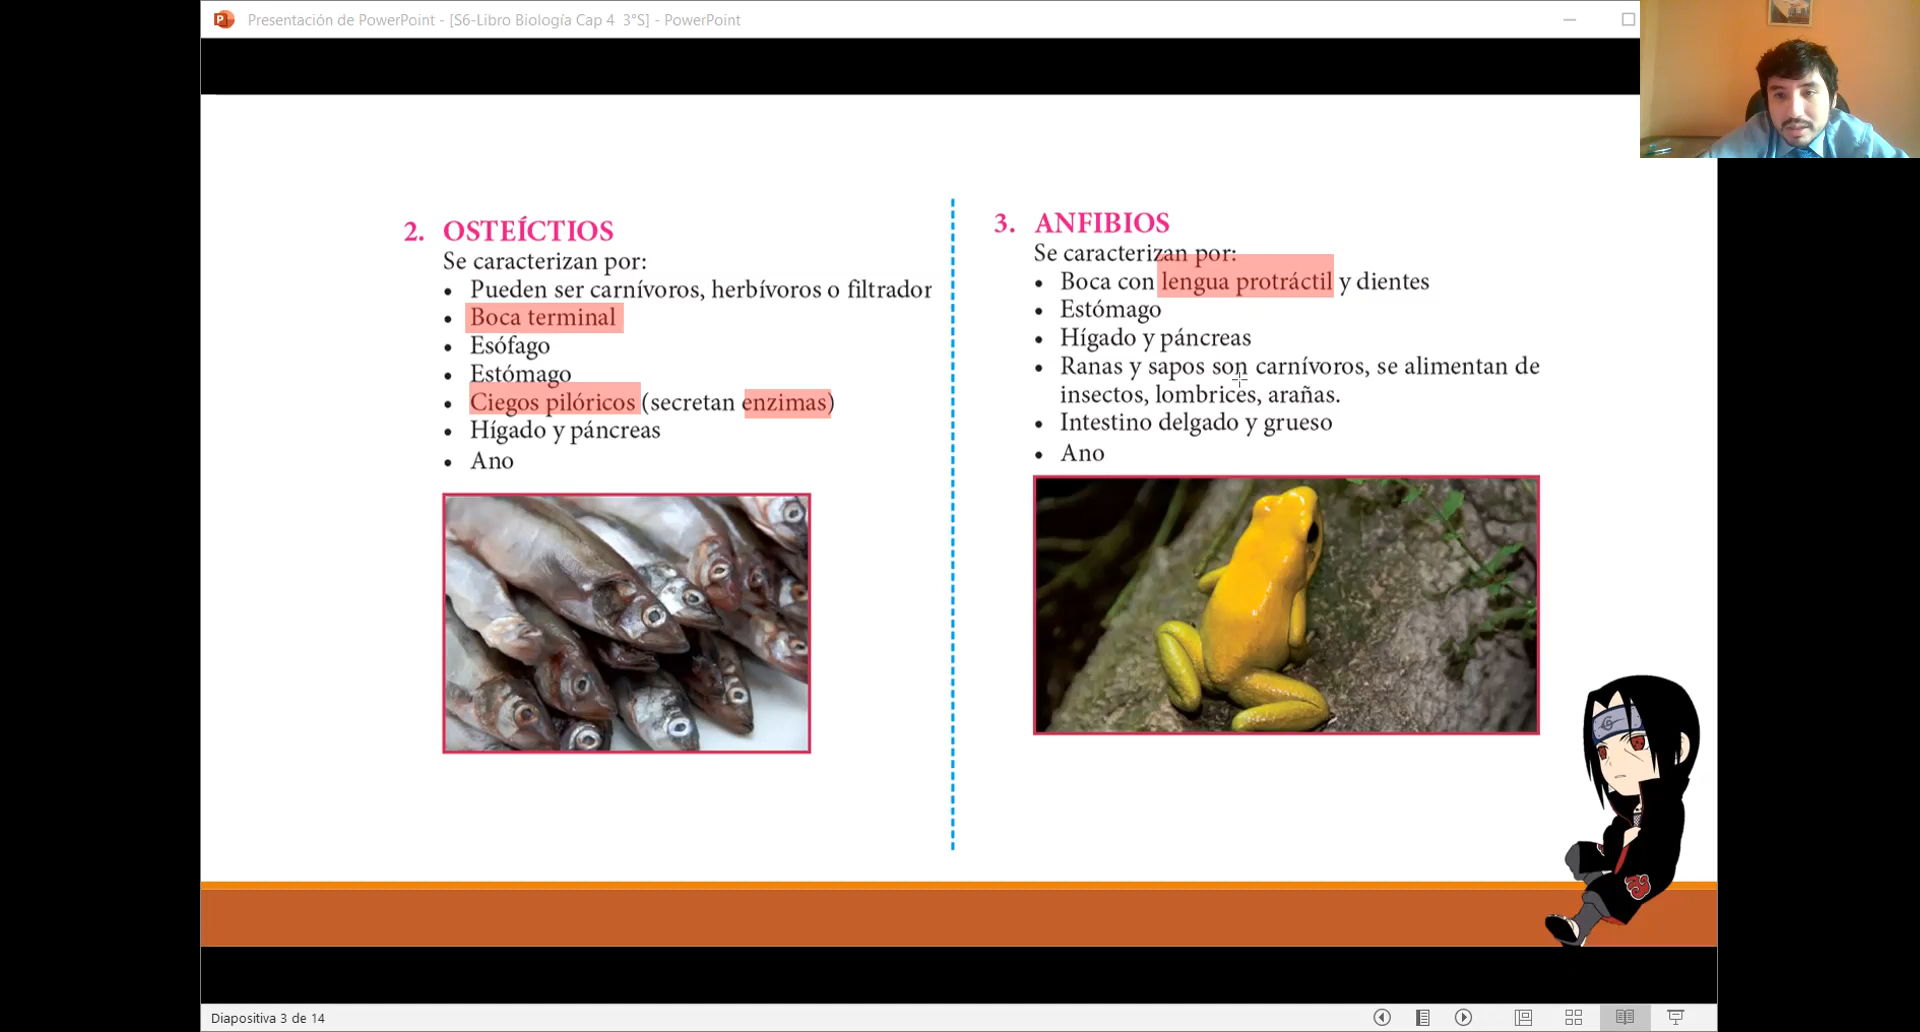 Presentación de PowerPoint - [S6-Libro Biología Cap 4  3°S] - PowerPoint
2. OSTEÍCTIOS
Se caracterizan por:
• Pueden ser carnívoros, herbívoros o filtrador
• Boca terminal
• Esófago
• Estómago
• Ciegos pilóricos (secretan enzimas)
• Hígado y páncreas
• Ano
3. ANFIBIOS
Se caracterizan por:
• Boca con lengua protráctil y dientes
• Estómago
• Hígado y páncreas
• Ranas y sapos son carnívoros, se alimentan de
insectos, lombrices, arañas.
• Intestino delgado y grueso
• Ano
Diapositiva 3 de 14